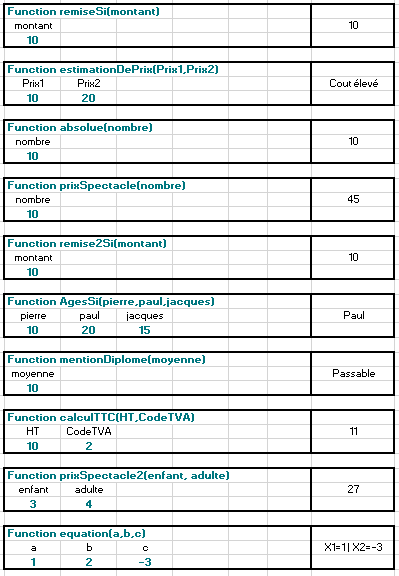 Function remiseSi(montant)
montant 10
10
Function estimationDePrix(Prix1,Prix2)
Prix1 Prix2 Cout élevé
10 20
Function absolue(nombre)
nombre 10
10
Function prixSpectacle(nombre)
nombre 45
10
Function remise2Si(montant)
montant 10
10
Function AgesSi(pierre,paul,jacques)
pierre paul jacques Paul
10 20 15
Function mentionDiplome(moyenne)
moyenne Passable
10
Function calculTTC(HT,CodeTVA)
HT CodeTVA 11
10 2
Function prixSpectacle2(enfant, adulte)
enfant adulte 27
3 4
Function equation(a,b,c)
a b c X1=1| X2=-3
1 2 -3